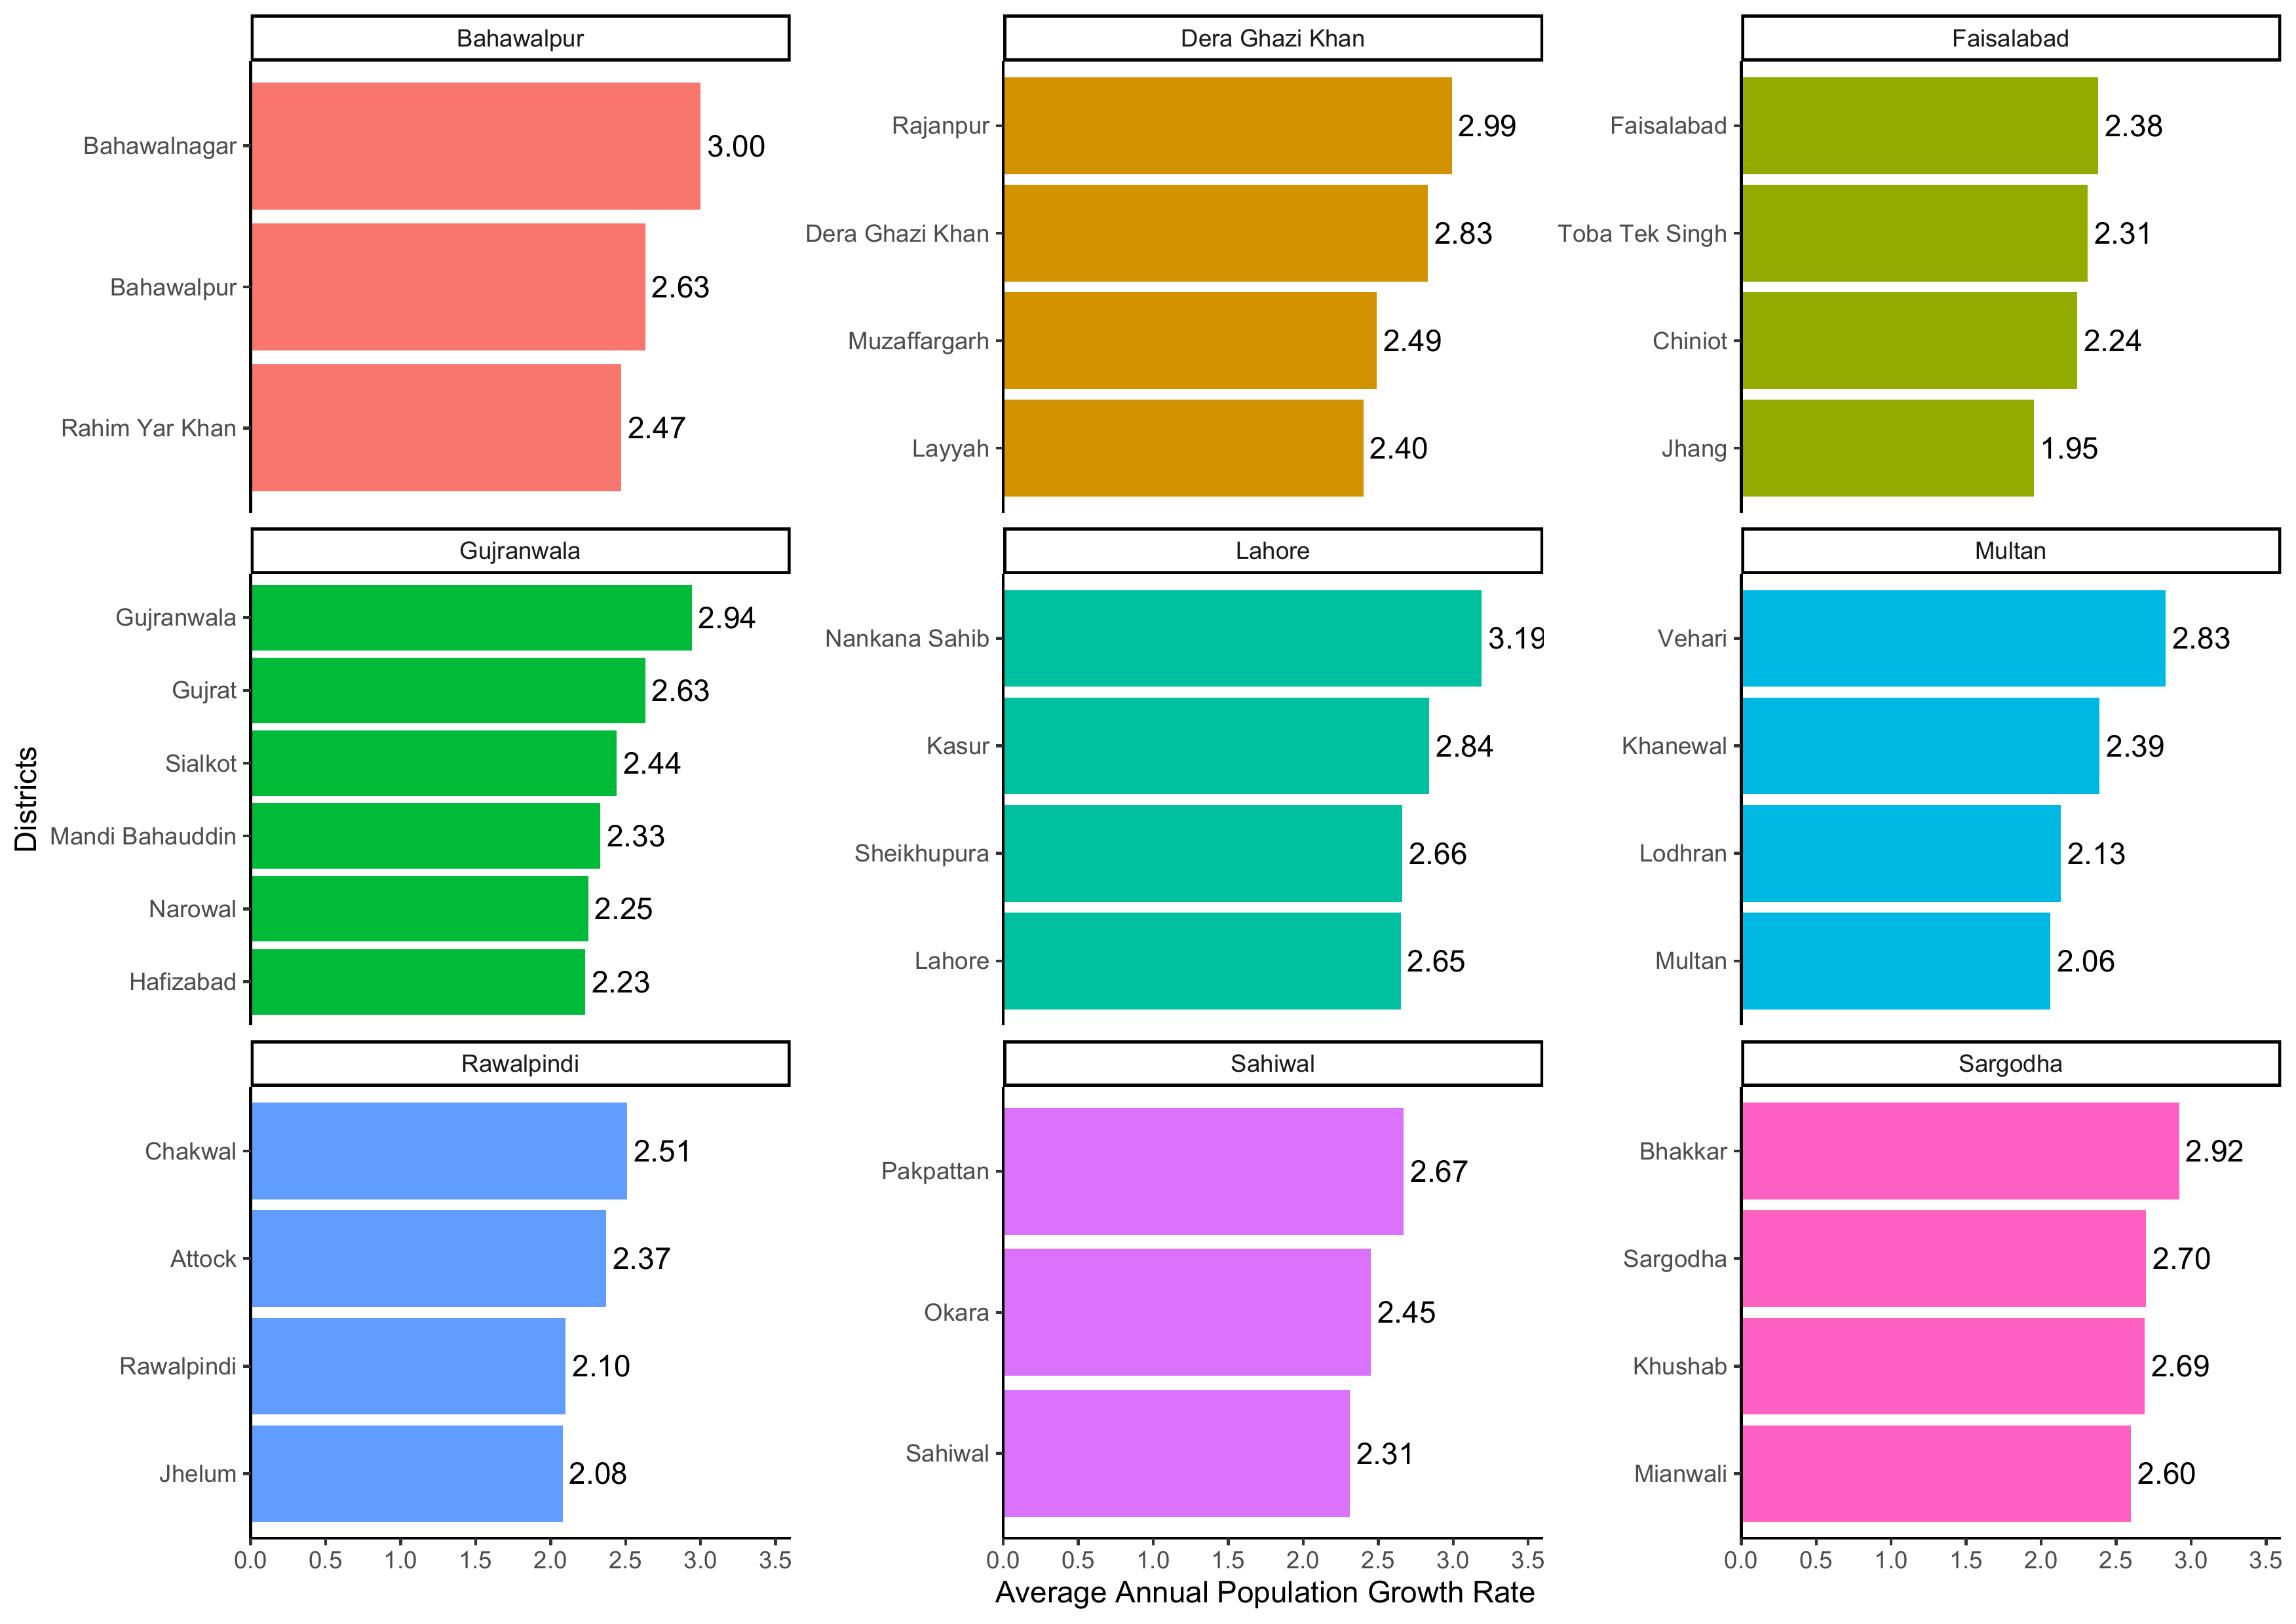 Bahawalpur
Bahawalnagar 3.00
Bahawalpur 2.63
Rahim Yar Khan 2.47
Dera Ghazi Khan
Rajanpur 2.99
Dera Ghazi Khan 2.83
Muzaffargarh 2.49
Layyah 2.40
Faisalabad
Faisalabad 2.38
Toba Tek Singh 2.31
Chiniot 2.24
Jhang 1.95
Districts
Gujranwala
Gujranwala 2.94
Gujrat 2.63
Sialkot 2.44
Mandi Bahauddin 2.33
Narowal 2.25
Hafizabad 2.23
Lahore
Nankana Sahib 3.19
Kasur 2.84
Sheikhupura 2.66
Lahore 2.65
Multan
Vehari 2.83
Khanewal 2.39
Lodhran 2.13
Multan 2.06
Rawalpindi
Chakwal 2.51
Attock 2.37
Rawalpindi 2.10
Jhelum 2.08
0.0 0.5 1.0 1.5 2.0 2.5 3.0 3.5
Sahiwal
Pakpattan 2.67
Okara 2.45
Sahiwal 2.31
0.0 0.5 1.0 1.5 2.0 2.5 3.0 3.5
Sargodha
Bhakkar 2.92
Sargodha 2.70
Khushab 2.69
Mianwali 2.60
0.0 0.5 1.0 1.5 2.0 2.5 3.0 3.5
Average Annual Population Growth Rate